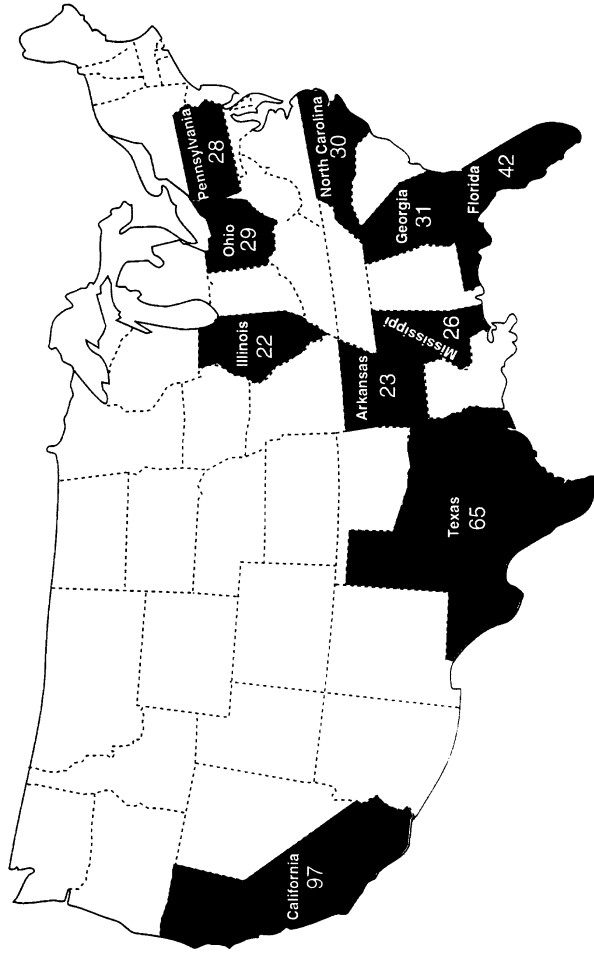 California
97
Texas
65
Arkansas
23
Mississippi
26
Illinois
22
Ohio
29
Pennsylvania
28
North Carolina
30
Georgia
31
Florida
42